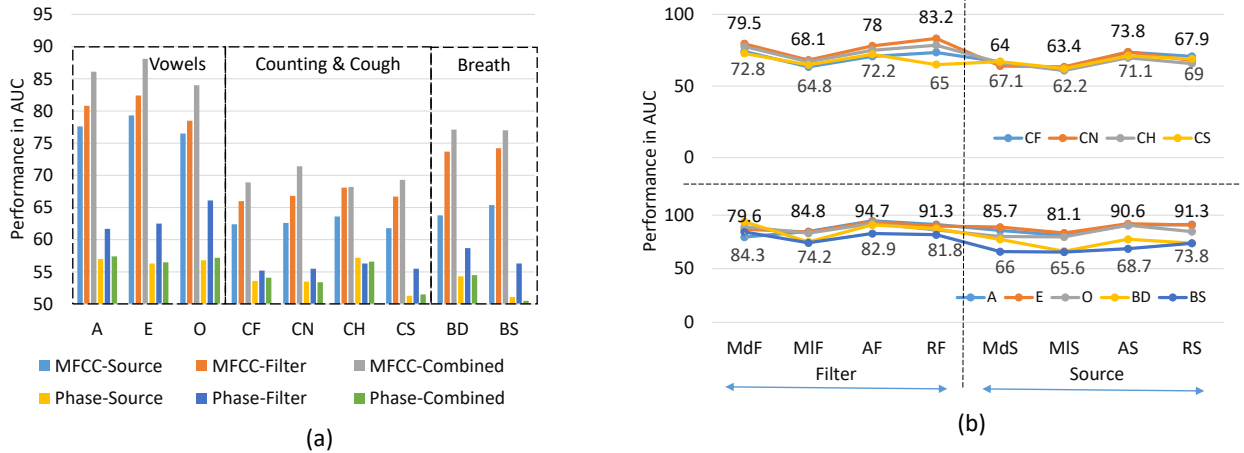 95
90
85
80
75
70
65
60
55
50
Performance in AUC
Vowels
Counting & Cough
Breath
A E O CF CN CH CS BD BS
MFCC-Source MFCC-Filter MFCC-Combined
Phase-Source Phase-Filter Phase-Combined
(a)
100
50
0
Performance in AUC
79.5 68.1 78 83.2 64 63.4 73.8 67.9
72.8 64.8 72.2 65 67.1 62.2 71.1 69
CF CN CH CS
100
50
0
Performance in AUC
79.6 84.8 94.7 91.3 85.7 81.1 90.6 91.3
84.3 74.2 82.9 81.8 66 65.6 68.7 73.8
A E O BD BS
MdF MlF AF RF MdS MlS AS RS
Filter Source
(b)